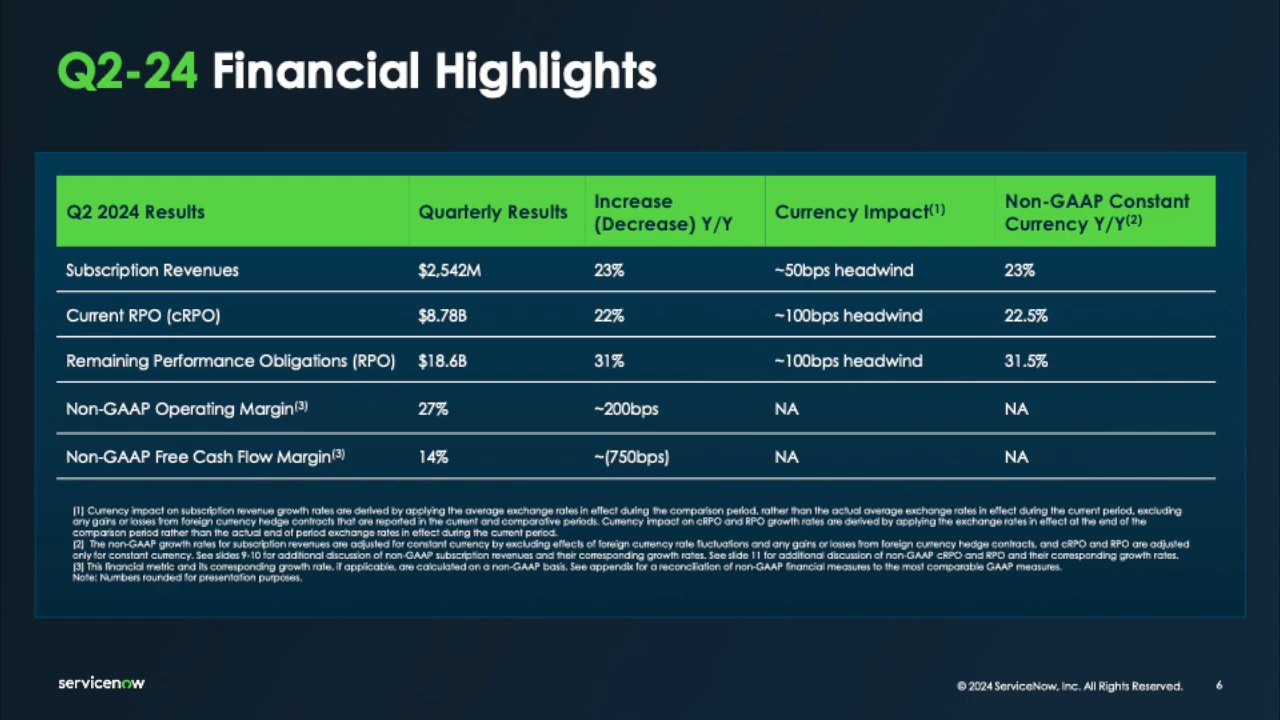 Q2-24 Financial Highlights
Q2 2024 Results
Quarterly Results
Increase
(Decrease) Y/Y
Currency Impact(1)
Non-GAAP Constant
Currency Y/Y(2)
Subscription Revenues
$2,542M
23%
~50bps headwind
23%
Current RPO (cRPO)
$8.78B
22%
~100bps headwind
22.5%
Remaining Performance Obligations (RPO)
$18.6B
31%
~100bps headwind
31.5%
Non-GAAP Operating Margin(3)
27%
~200bps
NA
NA
Non-GAAP Free Cash Flow Margin(3)
14%
~(750bps)
NA
NA
(1) Currency impact on subscription revenue growth rates are derived by applying the average exchange rates in effect during the comparison period, rather than the actual average exchange rates in effect during the current period, excluding
any gains or losses from foreign currency hedge contracts that are reported in the current and comparative periods. Currency impact on cRPO and RPO growth rates are derived by applying the exchange rates in effect at the end of the
comparison period rather than the actual end of period exchange rates in effect during the current period.
(2) The non-GAAP growth rates for subscription revenues are adjusted for constant currency by excluding effects of foreign currency rate fluctuations and any gains or losses from foreign currency hedge contracts, and cRPO and RPO are adjusted
only for constant currency. See slides 9-10 for additional discussion of non-GAAP subscription revenues and their corresponding growth rates. See slide 11 for additional discussion of non-GAAP cRPO and RPO and their corresponding growth rates.
(3) This financial metric and its corresponding growth rate, if applicable, are calculated on a non-GAAP basis. See appendix for a reconciliation of non-GAAP financial measures to the most comparable GAAP measures.
Note: Numbers rounded for presentation purposes.
servicenow
© 2024 ServiceNow, Inc. All Rights Reserved.
6